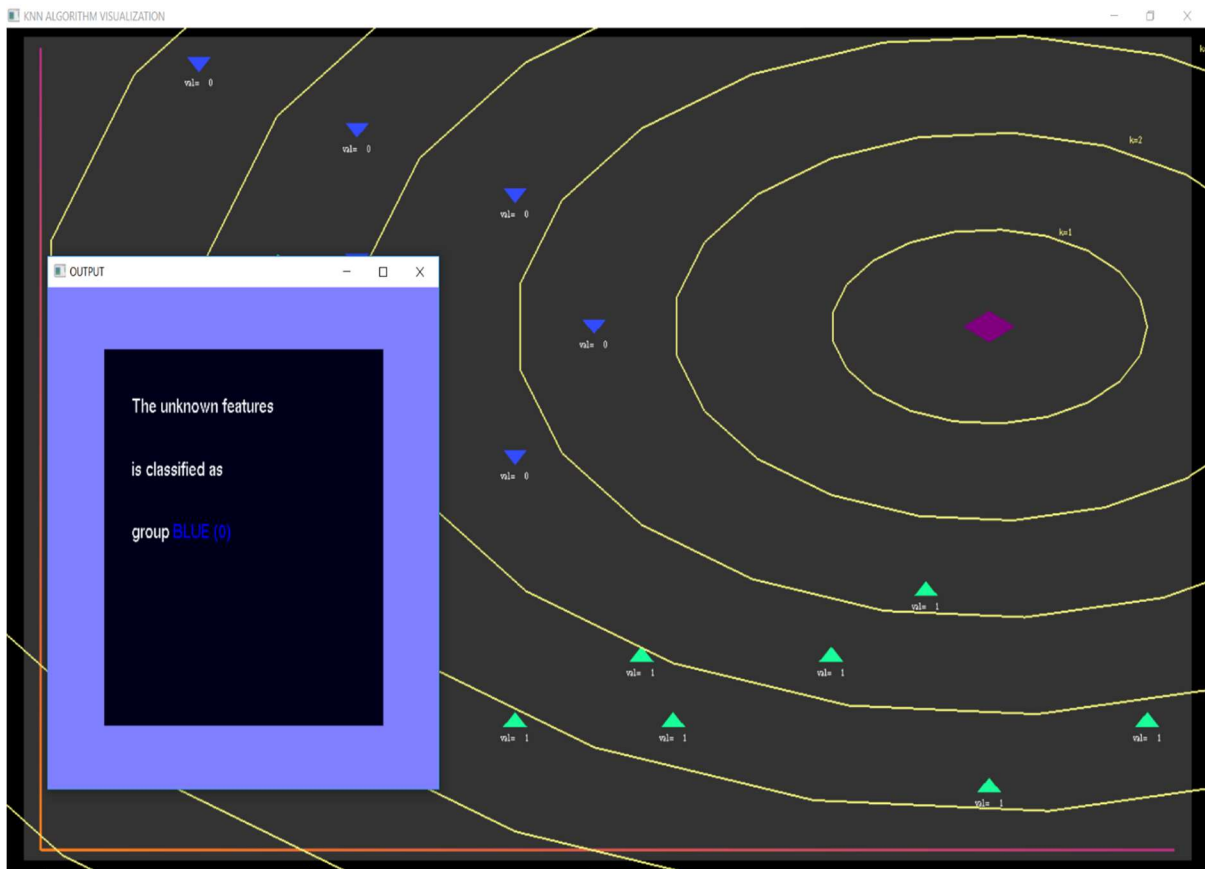 KNN ALGORITHM VISUALIZATION
k=
val= 0
val= 0
k=2
val= 0
k=1
OUTPUT
val= 0
The unknown features
is classified as
val= 0
group BLUE (0)
val= 1
val= 1
val= 1
val= 1
val= 1
val= 1
val= 1